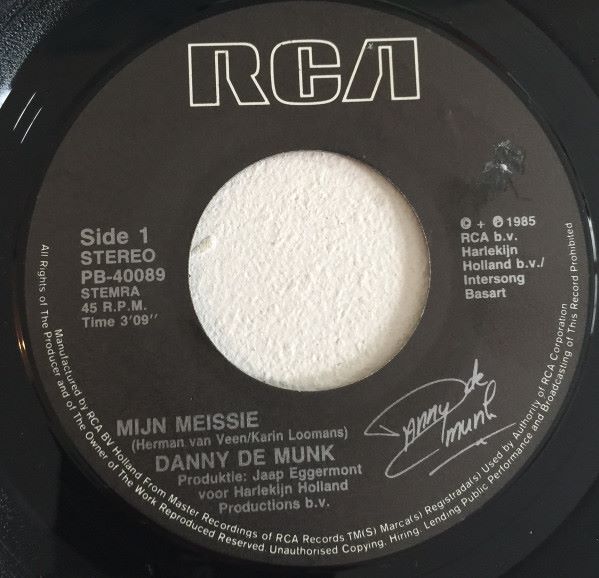 RCA
Side 1
STEREO
PB-40089
STEMRA
45 R.P.M.
Time 3'09"
© + ℗ 1985
RCA b.v.
Harlekijn
Holland b.v./
Intersong
Basart
MIJN MEISSIE
(Herman van Veen/Karin Loomans)
DANNY DE MUNK
Produktie: Jaap Eggermont
voor Harlekijn Holland
Productions b.v.
Danny de munk
Manufactured by RCA BV Holland From Master Recordings of RCA Records TM(S) Marca(s) Registrada(s) Used by Authority of RCA Corporation
All Rights of The Producer and of The Owner of The Work Reproduced Reserved. Unauthorised Copying. Hiring. Lending Public Performance and Broadcasting of This Record Prohibited